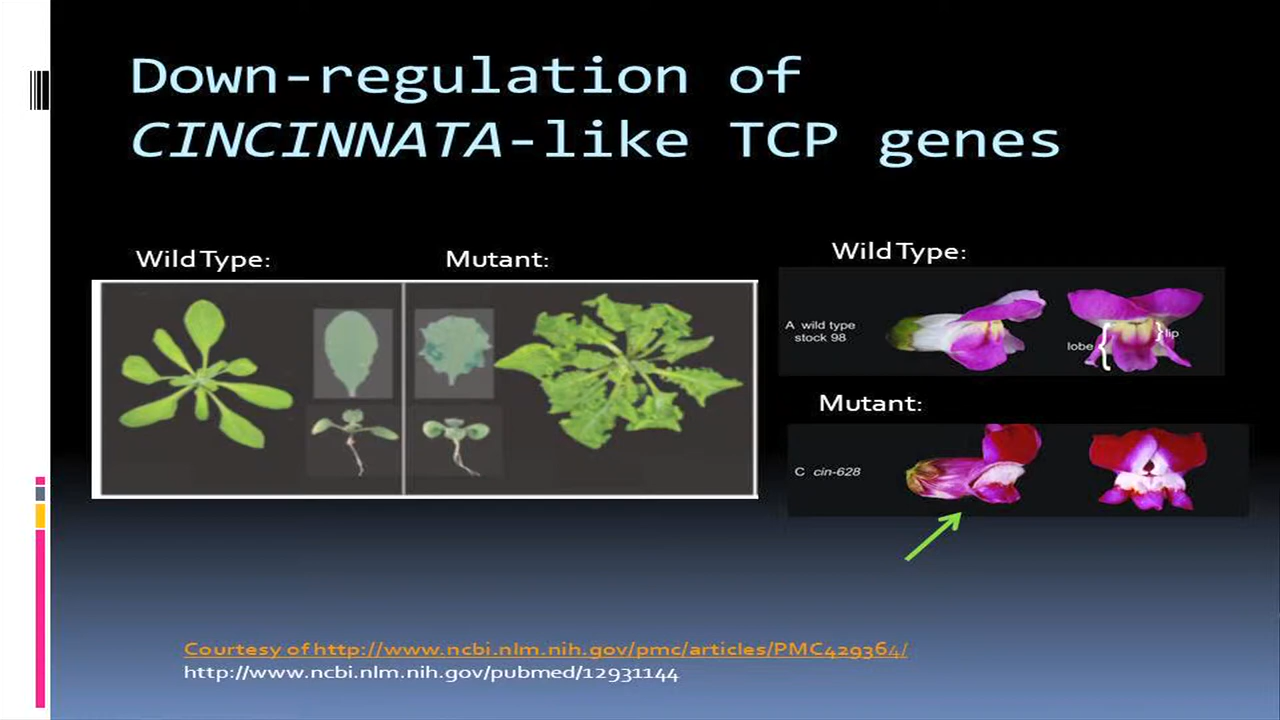 Down-regulation of
CINCINNATA-like TCP genes
Wild Type:
Mutant:
Wild Type:
A wild type
stock 98
lobe
lip
Mutant:
C cin-628
Courtesy of http://www.ncbi.nlm.nih.gov/pmc/articles/PMC429364/
http://www.ncbi.nlm.nih.gov/pubmed/12931144